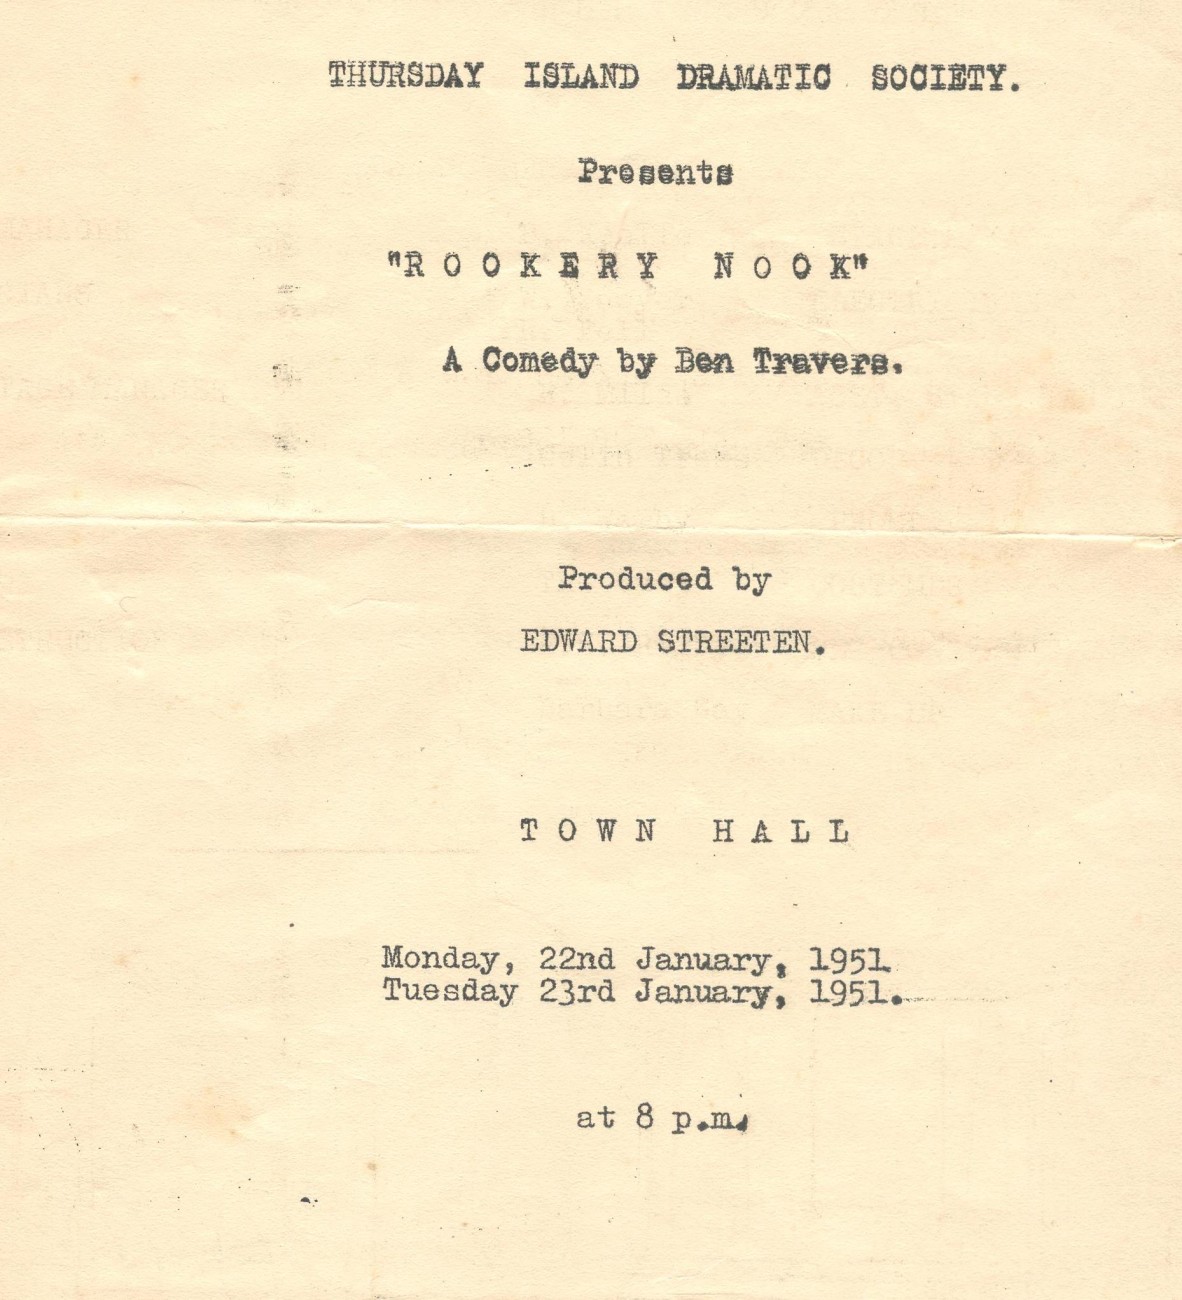 THURSDAY ISLAND DRAMATIC SOCIETY.
Presents
"R O O K E R Y N O O K"
A Comedy by Ben Travers.
Produced by
EDWARD STREETEN.
T O W N H A L L
Monday, 22nd January, 1951.
Tuesday 23rd January, 1951.
at 8 p.m.